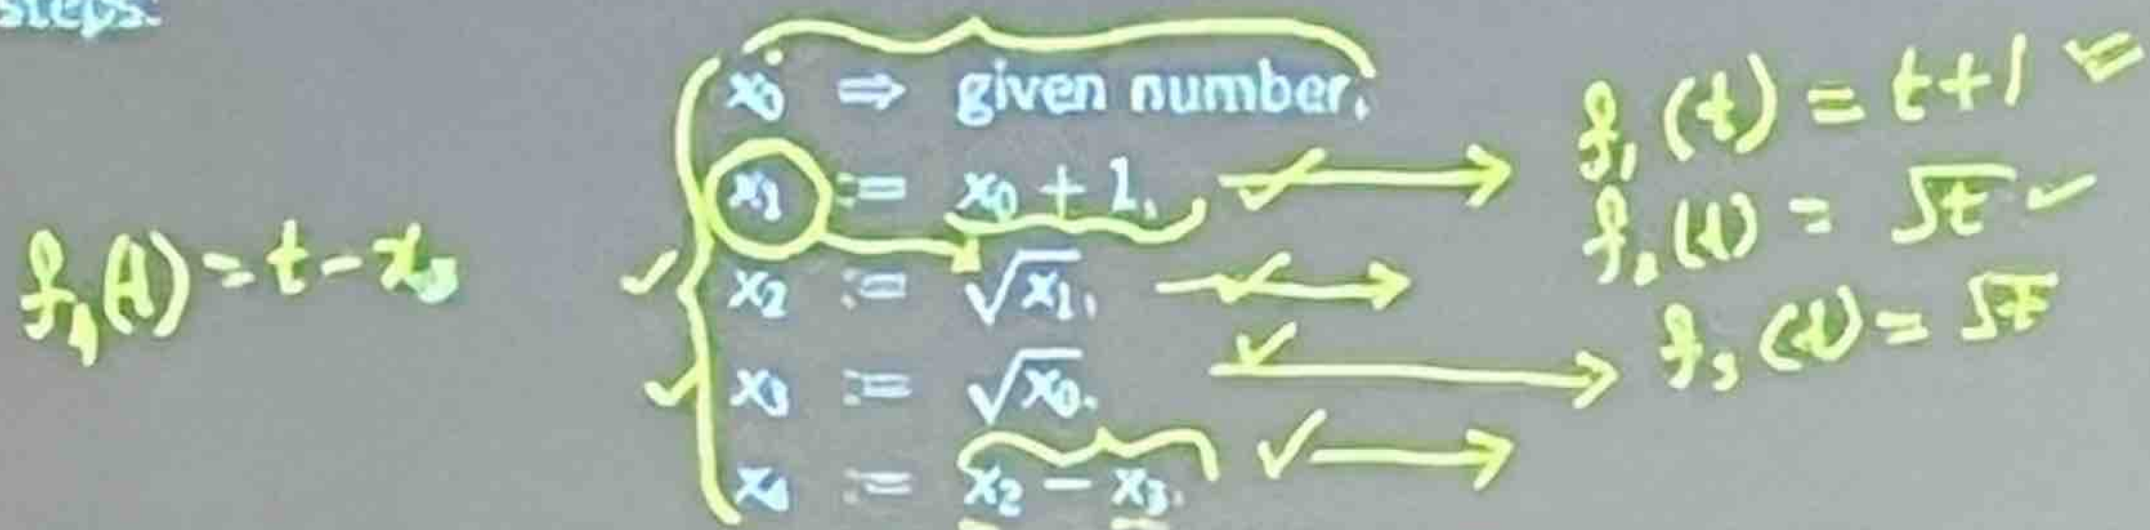 steps.
x₀ ⇒ given number.
x₁ := x₀ + 1.
x₂ := √x₁.
x₃ := √x₀.
x₄ := x₂ − x₃.
f₁(t) = t+1
f₂(t) = √t
f₃(t) = √t
f₄(t) = t − x₃